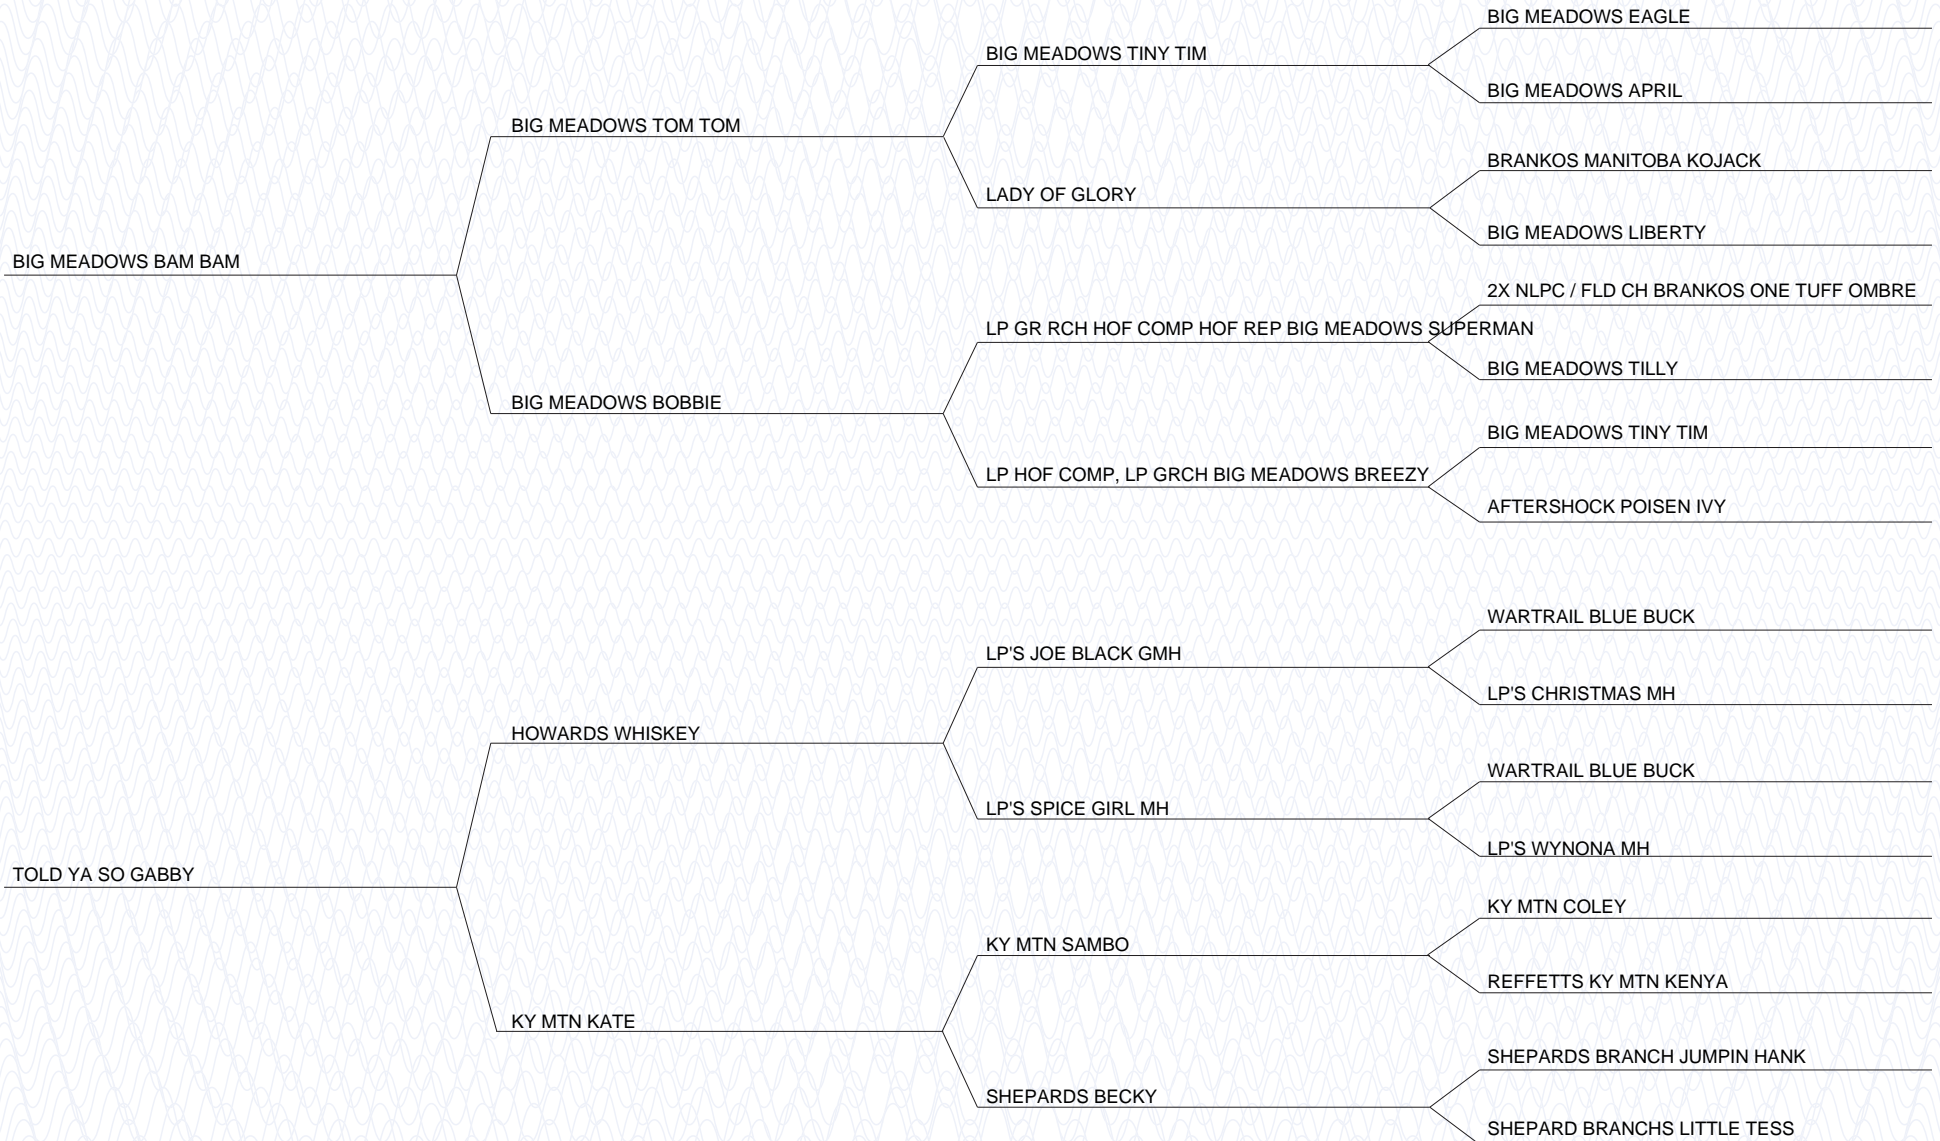 BIG MEADOWS EAGLE
BIG MEADOWS TINY TIM
BIG MEADOWS APRIL
BIG MEADOWS TOM TOM
BRANKOS MANITOBA KOJACK
LADY OF GLORY
BIG MEADOWS LIBERTY
BIG MEADOWS BAM BAM
2X NLPC / FLD CH BRANKOS ONE TUFF OMBRE
LP GR RCH HOF COMP HOF REP BIG MEADOWS SUPERMAN
BIG MEADOWS TILLY
BIG MEADOWS BOBBIE
BIG MEADOWS TINY TIM
LP HOF COMP, LP GRCH BIG MEADOWS BREEZY
AFTERSHOCK POISEN IVY
WARTRAIL BLUE BUCK
LP'S JOE BLACK GMH
LP'S CHRISTMAS MH
HOWARDS WHISKEY
WARTRAIL BLUE BUCK
LP'S SPICE GIRL MH
LP'S WYNONA MH
TOLD YA SO GABBY
KY MTN COLEY
KY MTN SAMBO
REFFETTS KY MTN KENYA
KY MTN KATE
SHEPARDS BRANCH JUMPIN HANK
SHEPARDS BECKY
SHEPARD BRANCHS LITTLE TESS